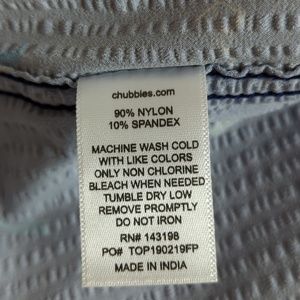 chubbies.com
90% NYLON
10% SPANDEX
MACHINE WASH COLD
WITH LIKE COLORS
ONLY NON CHLORINE
BLEACH WHEN NEEDED
TUMBLE DRY LOW
REMOVE PROMPTLY
DO NOT IRON
RN# 143198
PO# TOP190219FP
MADE IN INDIA